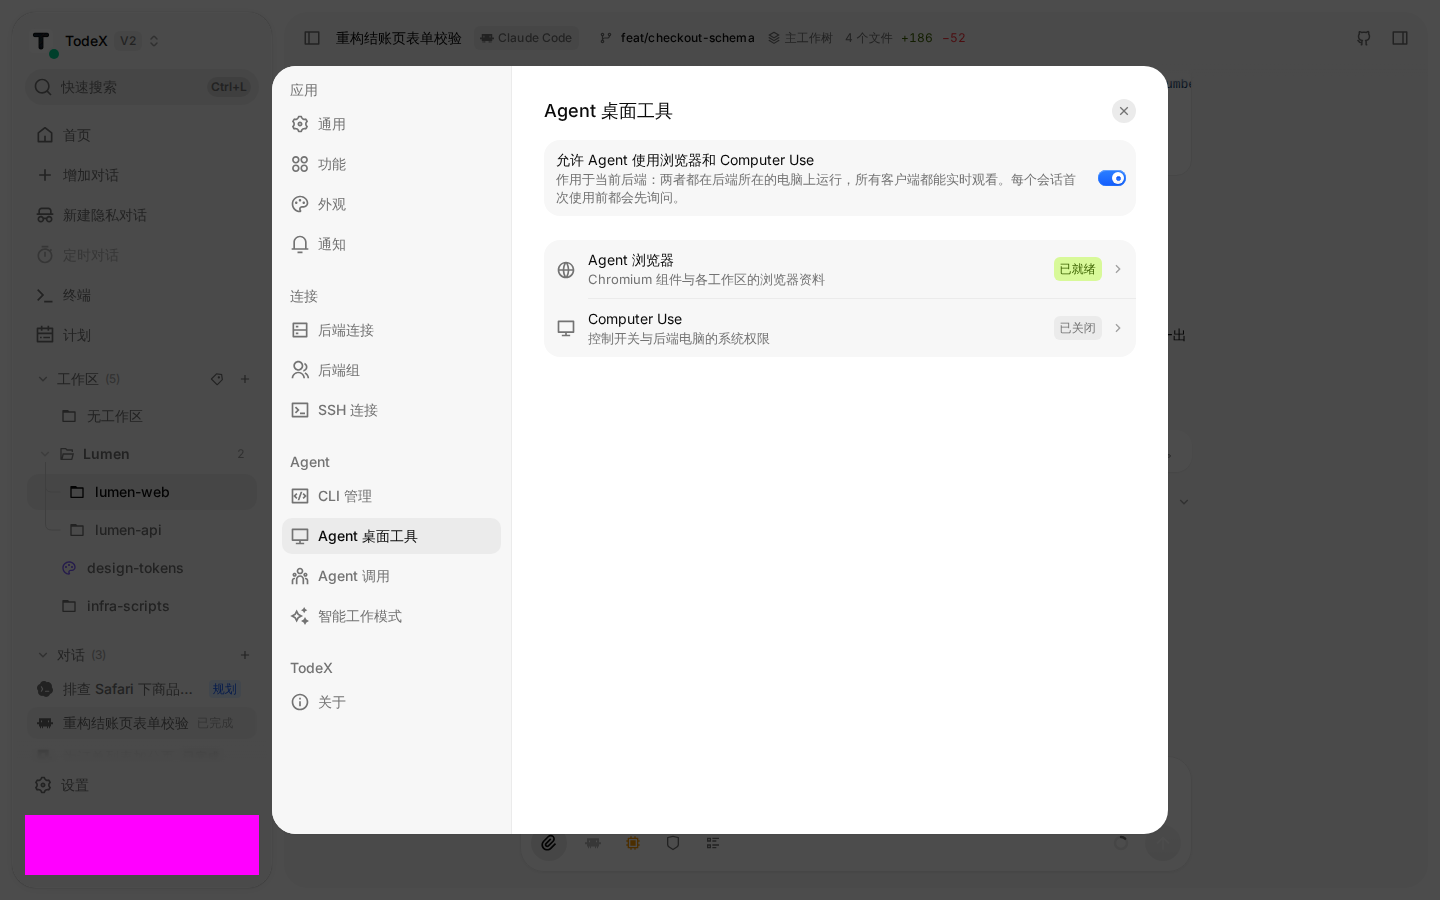 TodeX V2
快速搜索 Ctrl+L
首页
增加对话
新建隐私对话
定时对话
终端
计划
工作区 (5)
无工作区
Lumen 2
lumen-web
lumen-api
design-tokens
infra-scripts
对话 (3)
排查 Safari 下商品... 规划
重构结账页表单校验 已完成
设置
重构结账页表单校验 Claude Code feat/checkout-schema 主工作树 4 个文件 +186 -52
应用
通用
功能
外观
通知
连接
后端连接
后端组
SSH 连接
Agent
CLI 管理
Agent 桌面工具
Agent 调用
智能工作模式
TodeX
关于
Agent 桌面工具
允许 Agent 使用浏览器和 Computer Use
作用于当前后端：两者都在后端所在的电脑上运行，所有客户端都能实时观看。每个会话首
次使用前都会先询问。
Agent 浏览器
Chromium 组件与各工作区的浏览器资料
已就绪
Computer Use
控制开关与后端电脑的系统权限
已关闭